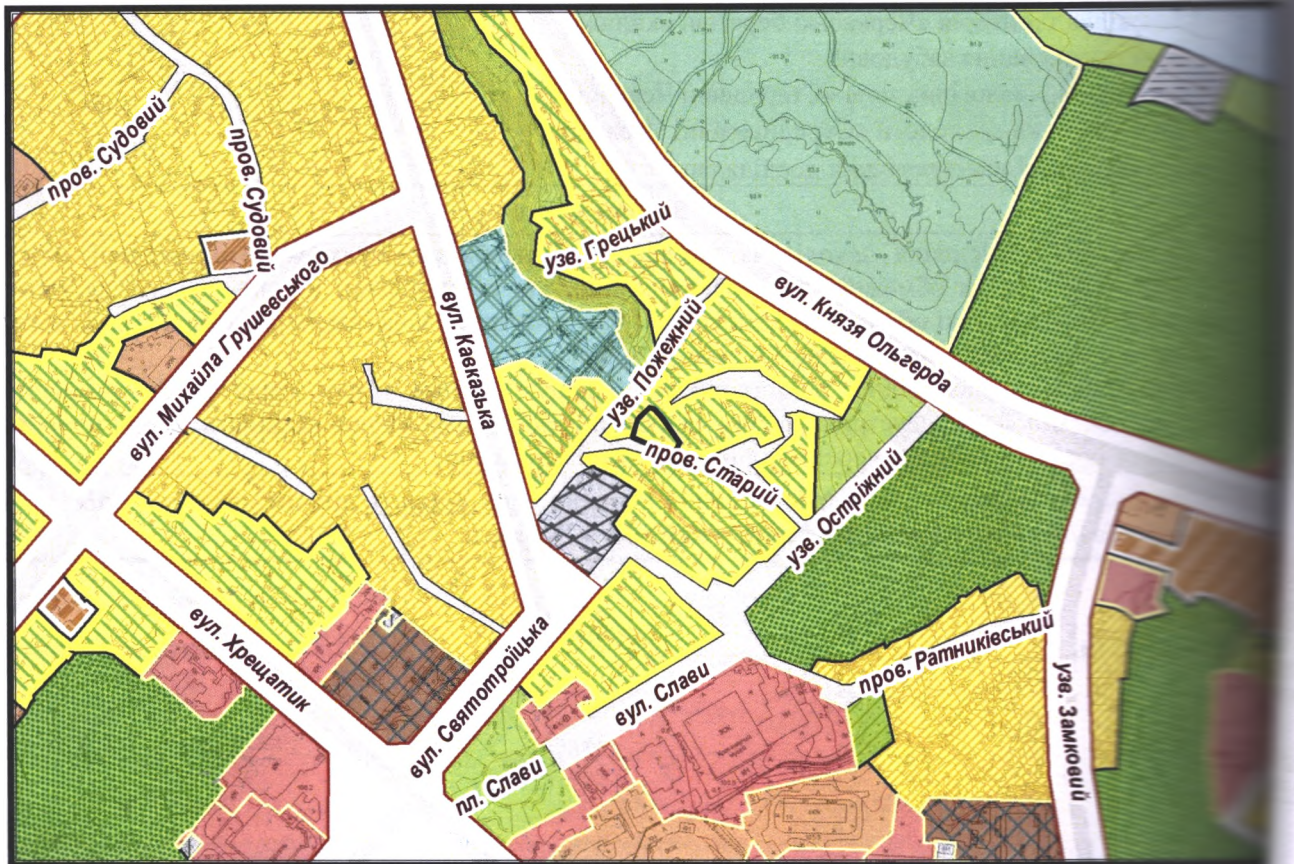 пров. Судовий
пров. Судовий
вул. Михайла Грушевського
вул. Кавказька
узв. Грецький
узв. Пожежний
вул. Князя Ольгерда
пров. Старий
узв. Острiжний
вул. Хрещатик
вул. Святотроїцька
вул. Слави
пл. Слави
пров. Ратниківський
узв. Замковий